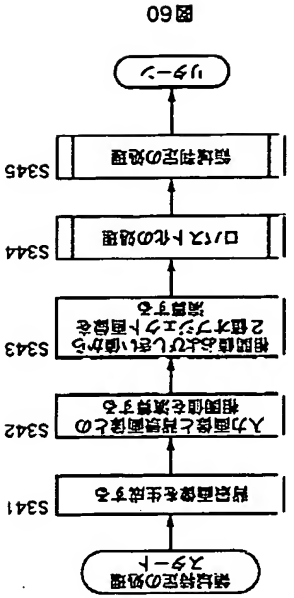 領域特定の処理
スタート
S341
背景画像を生成する
S342
入力画像と背景画像との
相関値を演算する
S343
相関値およびしきい値から
2値オブジェクト画像を
演算する
S344
ロバスト化の処理
S345
領域判定の処理
リターン
図60